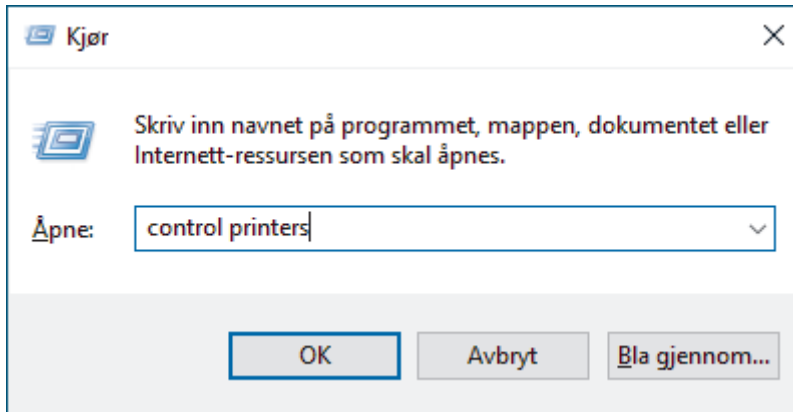 Kjør
Skriv inn navnet på programmet, mappen, dokumentet eller
Internett-ressursen som skal åpnes.
Åpne:
control printers
OK
Avbryt
Bla gjennom...